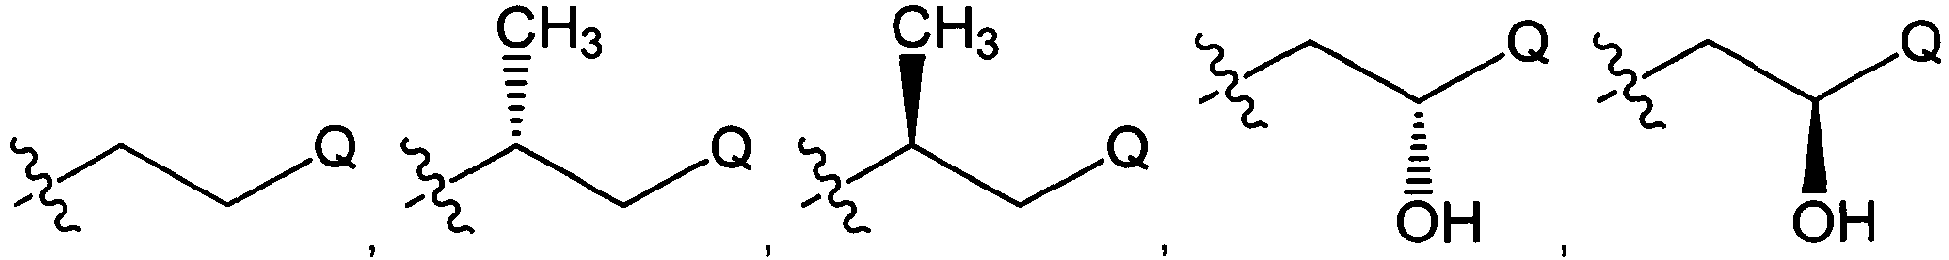 CH3 CH3
Q Q
Q , Q , Q , OH , OH